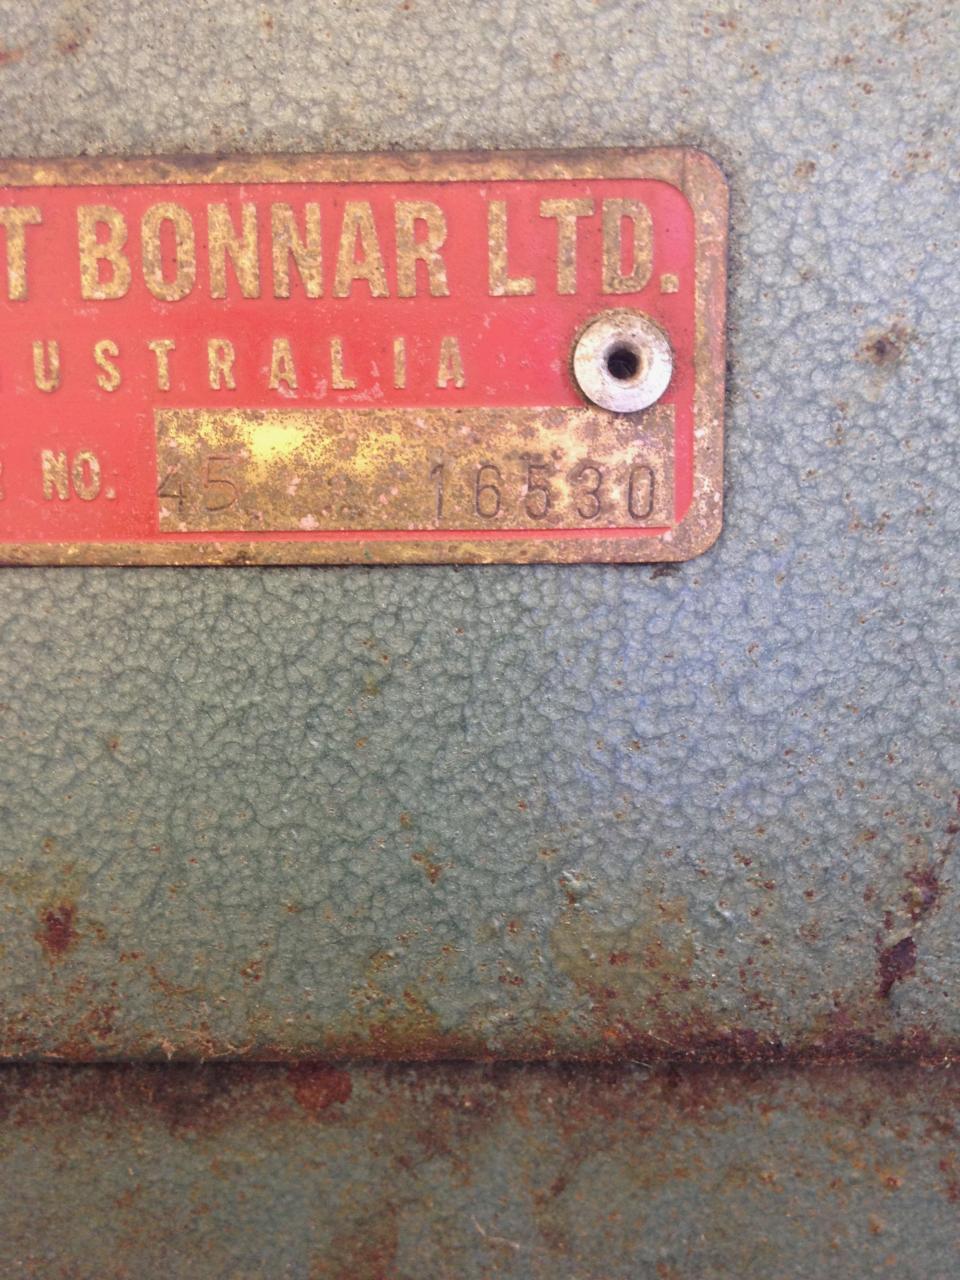 T BONNAR LTD.
USTRALIA
NO. 45 16530